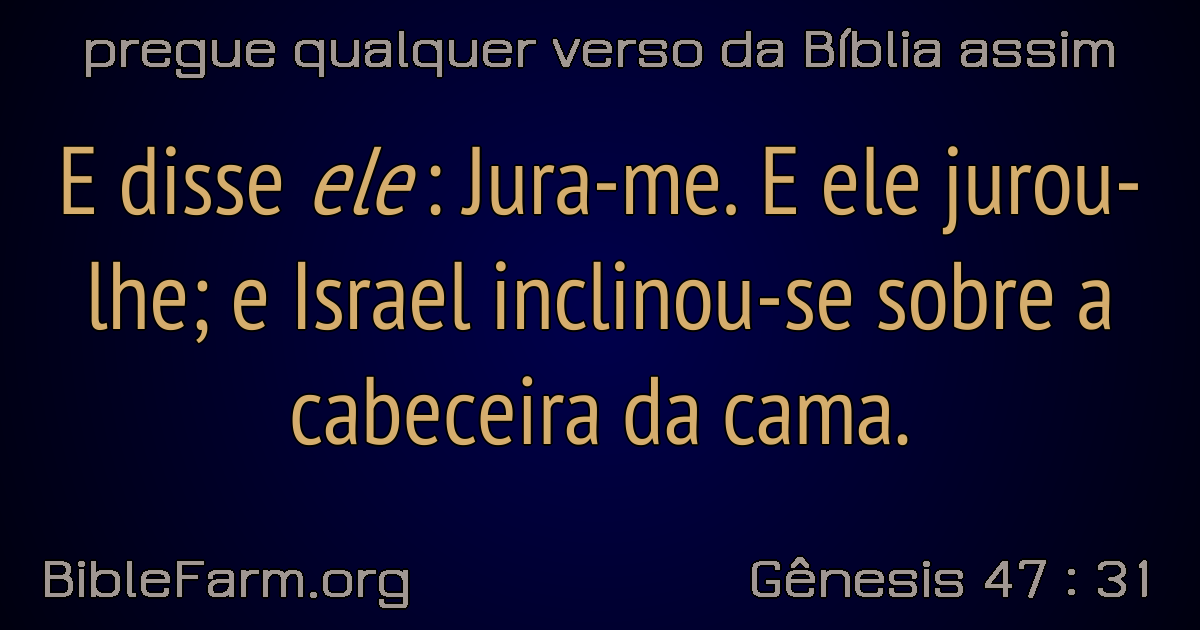 pregue qualquer verso da Bíblia assim
E disse ele: Jura-me. E ele jurou-
lhe; e Israel inclinou-se sobre a
cabeceira da cama.
BibleFarm.org
Gênesis 47 : 31